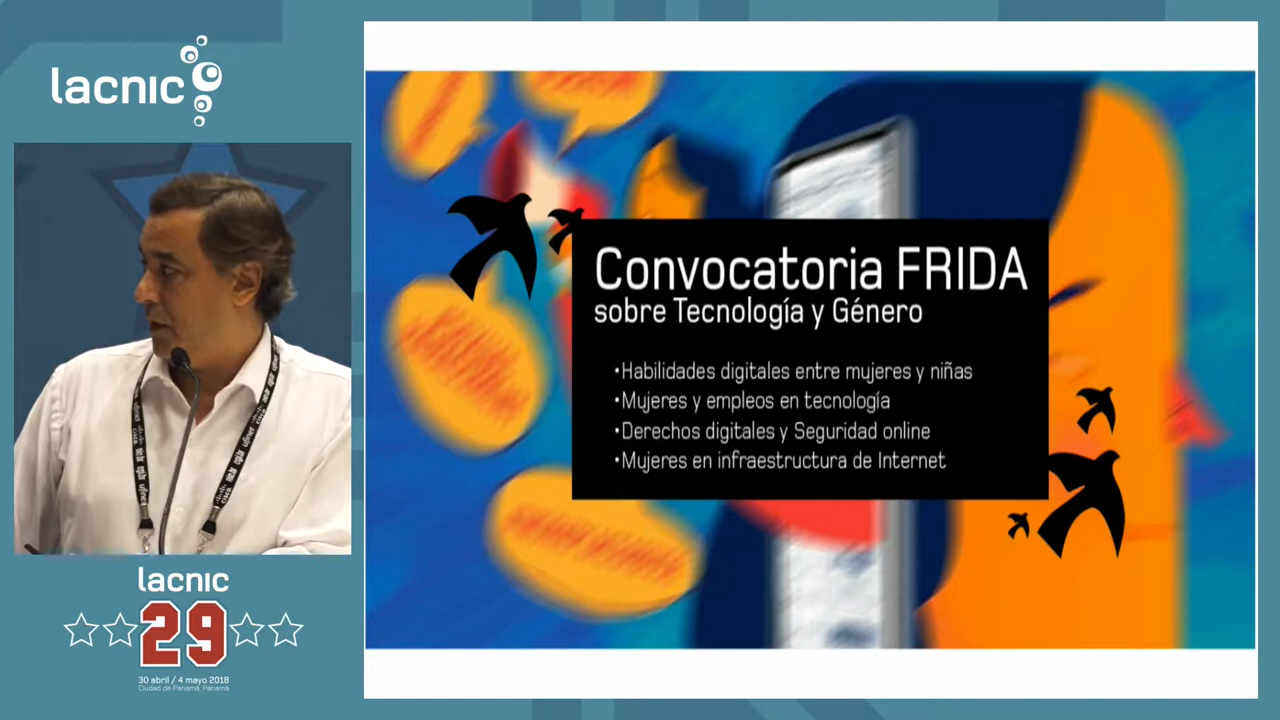 lacnic
Convocatoria FRIDA
sobre Tecnología y Género
•Habilidades digitales entre mujeres y niñas
•Mujeres y empleos en tecnología
•Derechos digitales y Seguridad online
•Mujeres en infraestructura de Internet
lacnic
29
30 abril / 4 mayo 2018
Ciudad de Panamá, Panamá